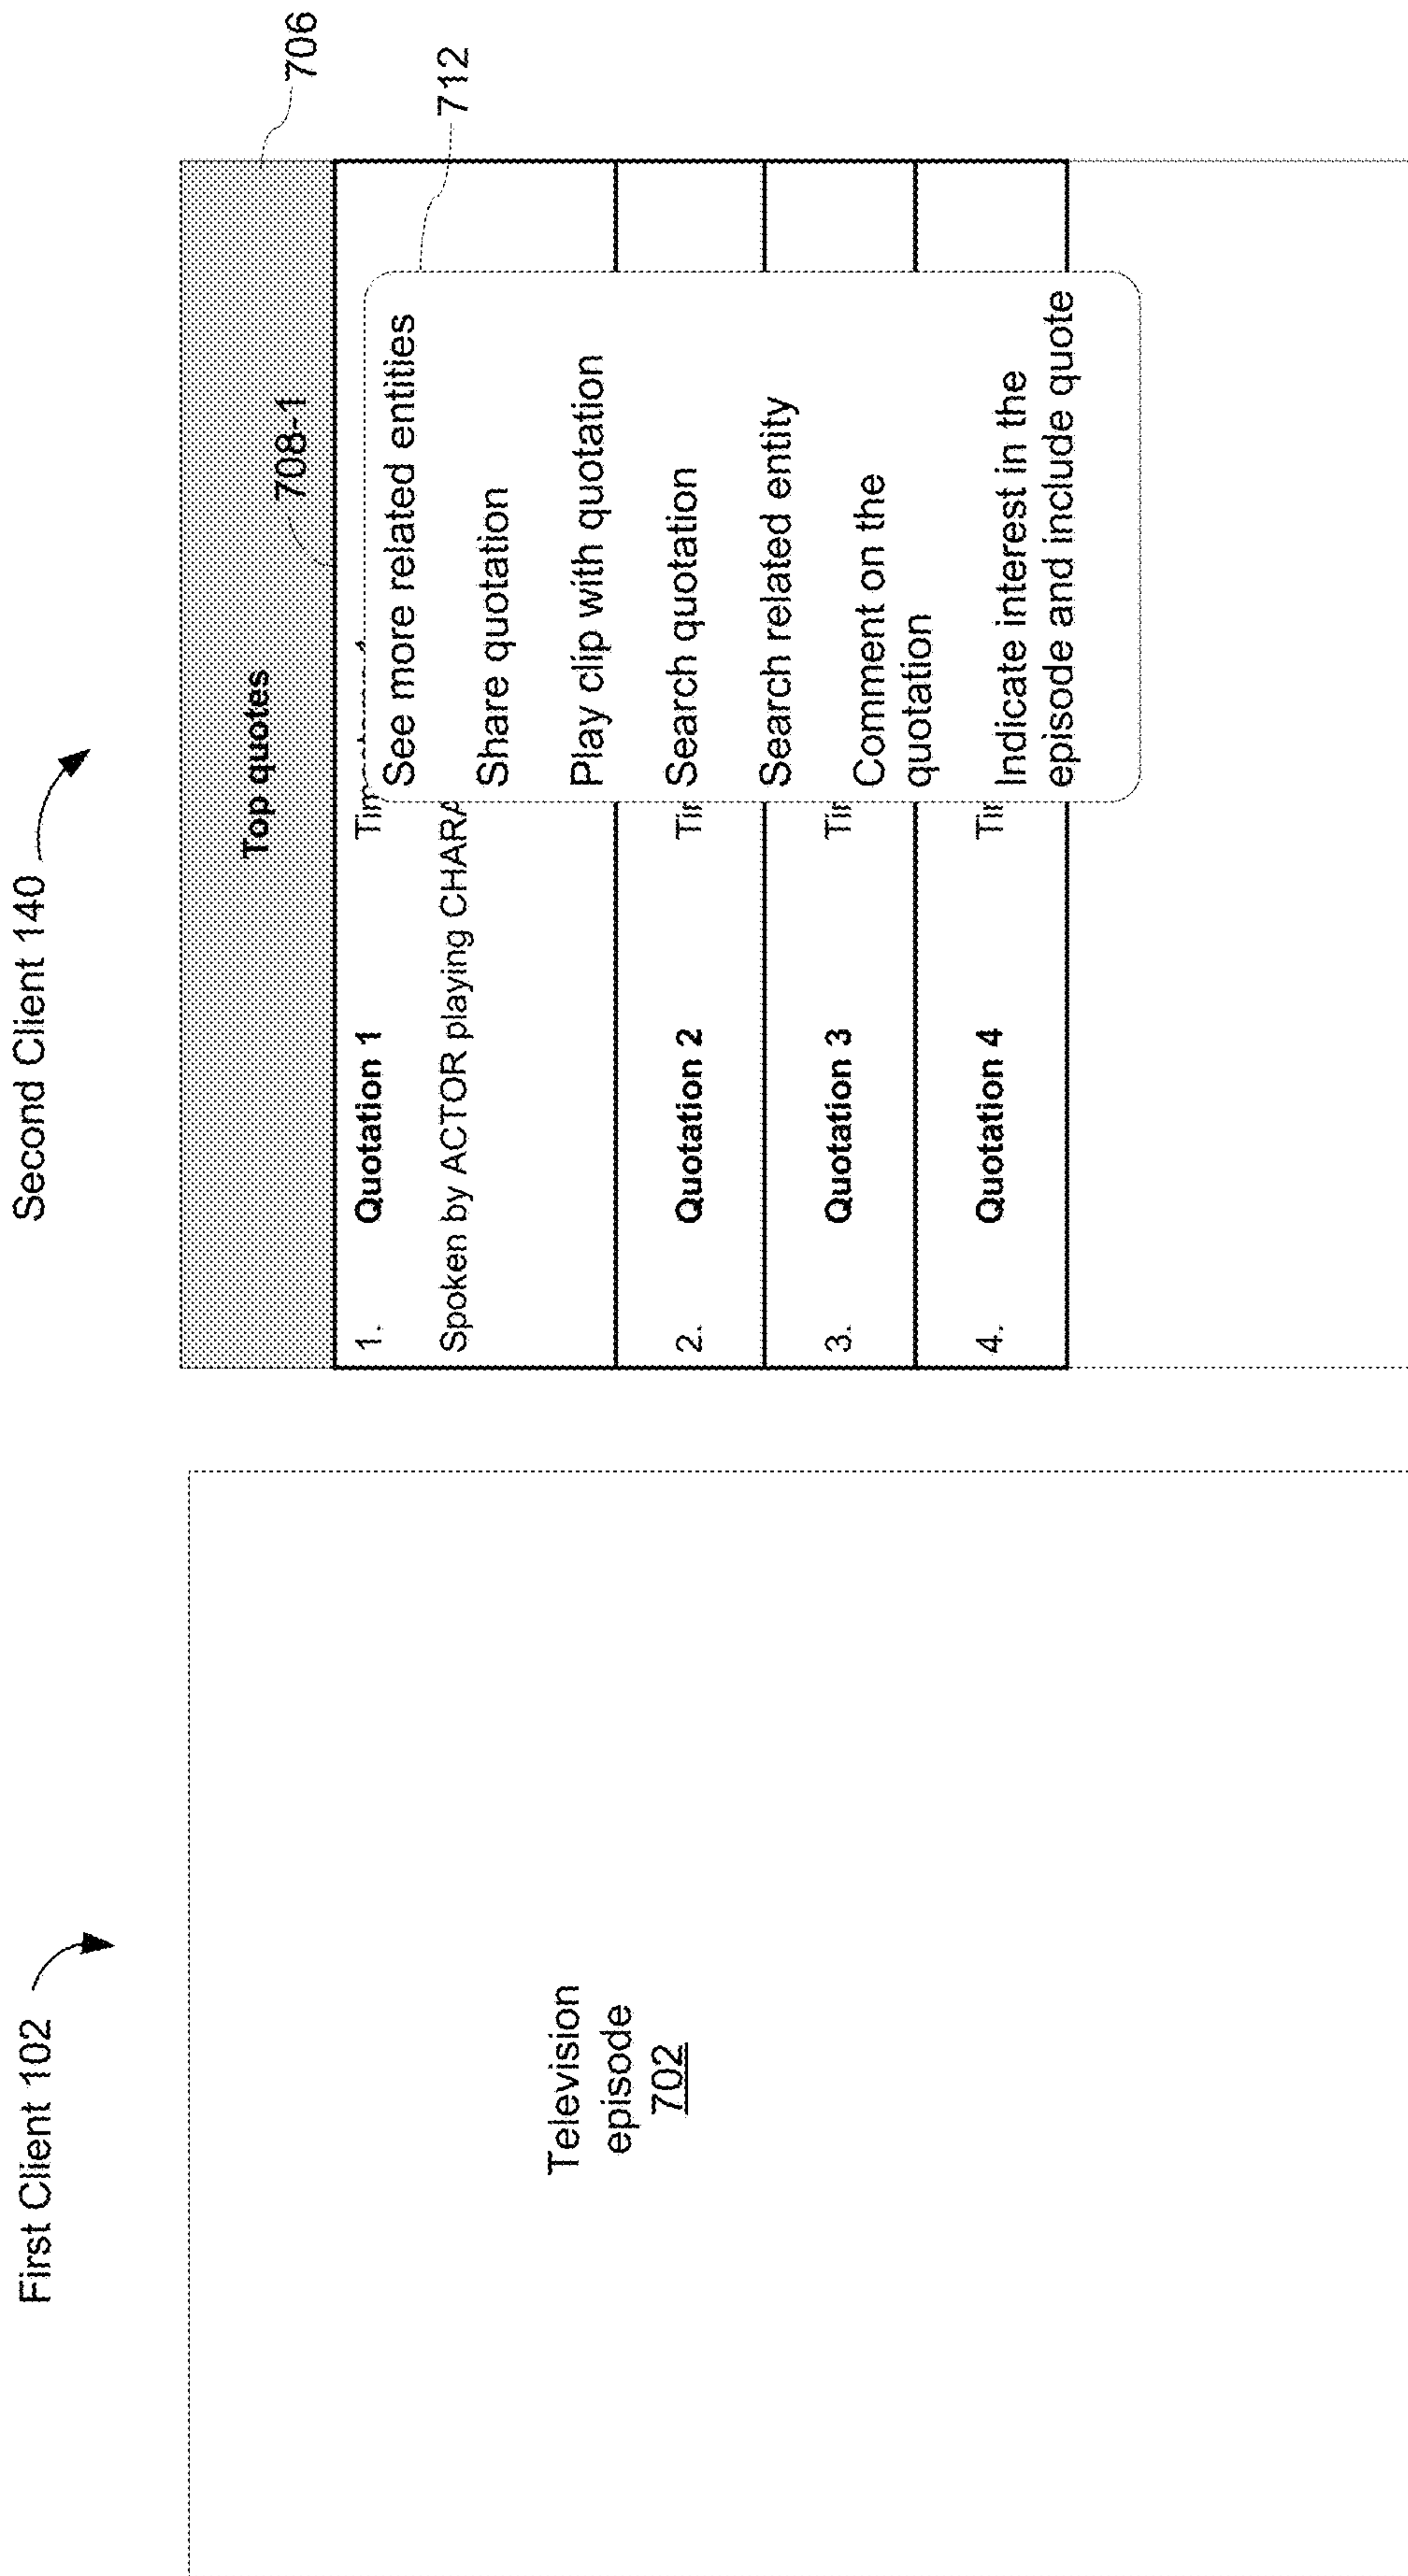 First Client 102
Television
episode
702
Second Client 140
706
Top quotes
708-1
712
1. Quotation 1
Spoken by ACTOR playing
2. Quotation 2
3. Quotation 3
4. Quotation 4
See more related entities
Share quotation
Play clip with quotation
Search quotation
Search related entity
Comment on the
quotation
Indicate interest in the
episode and include quote